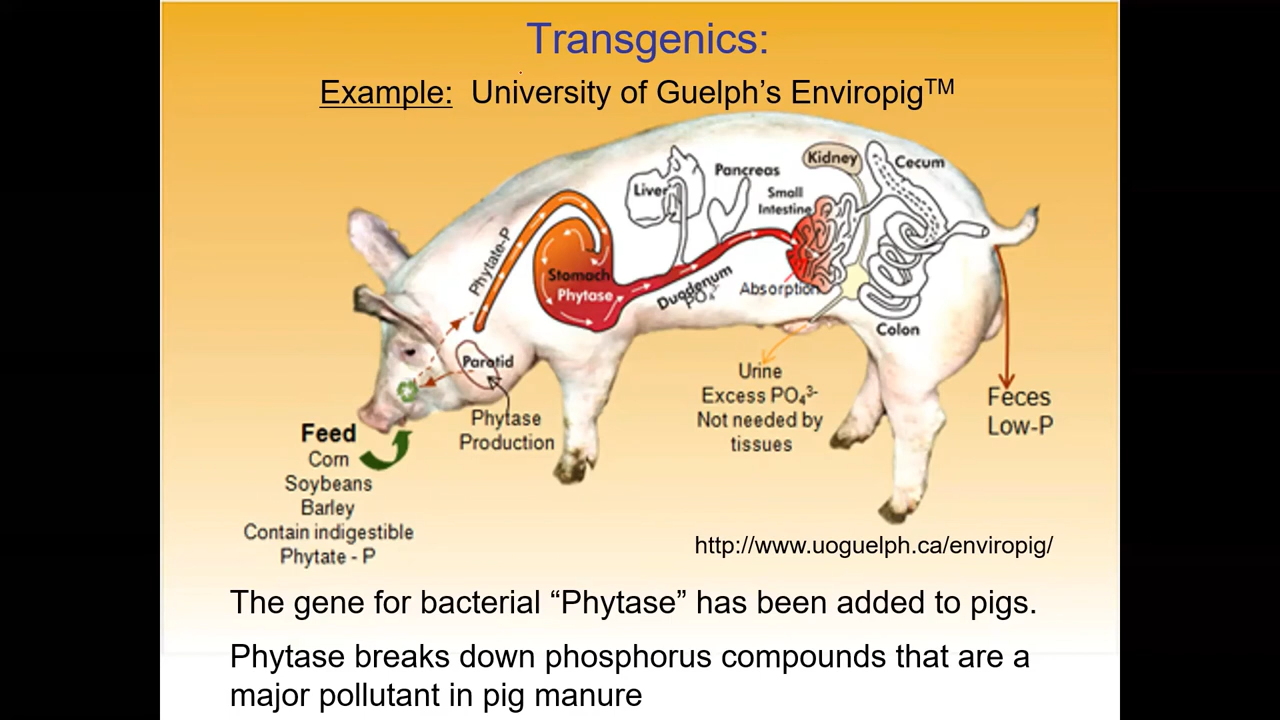 Transgenics:
Example: University of Guelph's Enviropig™
Kidney
Cecum
Pancreas
Liver
Small
Intestine
Phytate-P
Stomach
Phytase
Duodenum
PO₄³⁻
Absorption
Colon
Parotid
Phytase
Production
Urine
Excess PO₄³⁻
Not needed by
tissues
Feces
Low-P
Feed
Corn
Soybeans
Barley
Contain indigestible
Phytate - P
http://www.uoguelph.ca/enviropig/
The gene for bacterial “Phytase” has been added to pigs.
Phytase breaks down phosphorus compounds that are a
major pollutant in pig manure